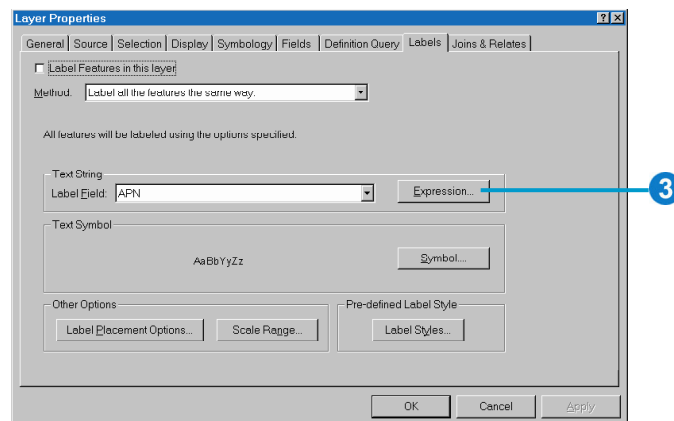 Layer Properties
General Source Selection Display Symbology Fields Definition Query Labels Joins & Relates
Label Features in this layer
Method: Label all the features the same way.
All features will be labeled using the options specified.
Text String
Label Field: APN Expression... 3
Text Symbol
AaBbYyZz Symbol...
Other Options Pre-defined Label Style
Label Placement Options... Scale Range... Label Styles...
OK Cancel Apply